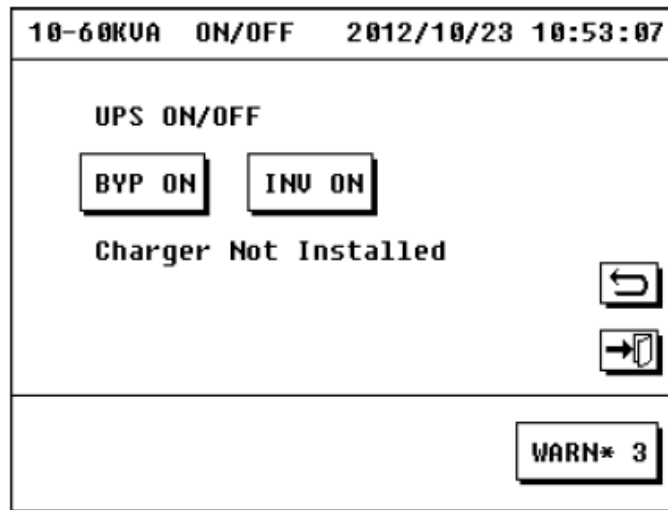 10-60KVA ON/OFF 2012/10/23 10:53:07
UPS ON/OFF
BYP ON INV ON
Charger Not Installed
WARN* 3